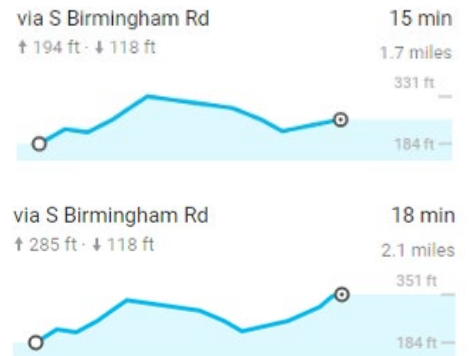 via S Birmingham Rd 15 min
↑ 194 ft · ↓ 118 ft 1.7 miles
331 ft
184 ft
via S Birmingham Rd 18 min
↑ 285 ft · ↓ 118 ft 2.1 miles
351 ft
184 ft